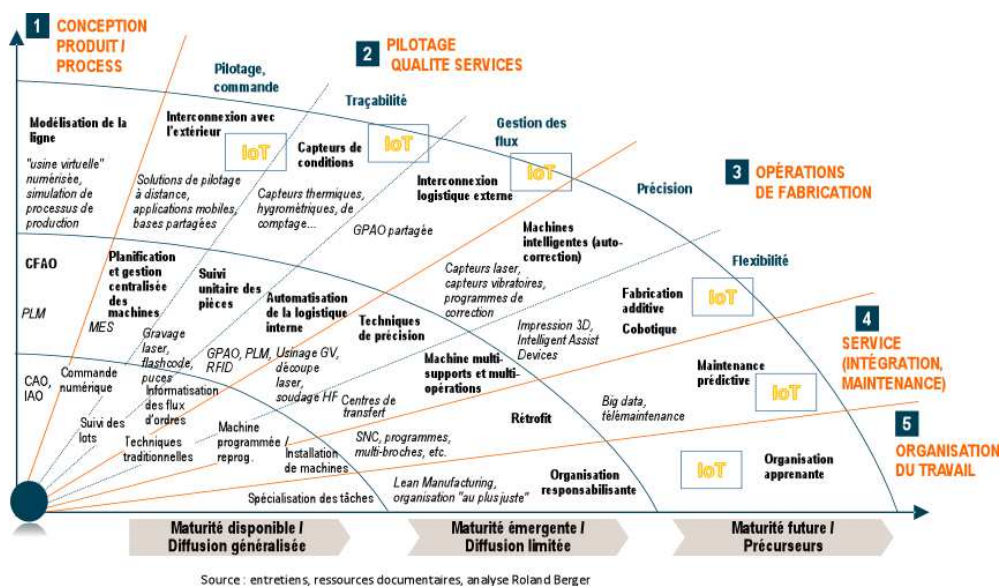 1
CONCEPTION
PRODUIT /
PROCESS
2
PILOTAGE
QUALITE SERVICES
Pilotage,
commande
Traçabilité
Gestion des
flux
3
OPÉRATIONS
DE FABRICATION
Précision
Flexibilité
4
SERVICE
(INTÉGRATION,
MAINTENANCE)
5
ORGANISATION
DU TRAVAIL
Modélisation de la
ligne
"usine virtuelle"
numérisée,
simulation de
processus de
production
Interconnexion avec
l'extérieur
IoT
Solutions de pilotage
à distance,
applications mobiles,
bases partagées
Capteurs de
conditions
IoT
Capteurs thermiques,
hygrométriques, de
comptage...
Interconnexion
logistique externe
IoT
GPAO partagée
Machines
intelligentes (auto-
correction)
Capteurs laser,
capteurs vibratoires,
programmes de
correction
Fabrication
additive
Cobotique
IoT
Impression 3D,
Intelligent Assist
Devices
Maintenance
prédictive
IoT
Big data,
télémaintenance
IoT
Organisation
apprenante
CFAO
PLM
Planification
et gestion
centralisée
des
machines
MES
Suivi
unitaire des
pièces
Gravage
laser,
flashcode,
puces
Automatisation
de la logistique
interne
GPAO, PLM,
RFID
Techniques
de précision
Usinage GV,
découpe
laser,
soudage HF
Machine multi-
supports et multi-
opérations
Centres de
transfert
Rétrofit
SNC, programmes,
multi-broches, etc.
Organisation
responsabilisante
Lean Manufacturing,
organisation "au plus juste"
CAO,
IAO
Commande
numérique
Suivi des
lots
Informatisation
des flux
d'ordres
Techniques
traditionnelles
Machine
programmée /
reprog.
Installation
de machines
Spécialisation des tâches
Maturité disponible /
Diffusion généralisée
Maturité émergente /
Diffusion limitée
Maturité future /
Précurseurs
Source : entretiens, ressources documentaires, analyse Roland Berger